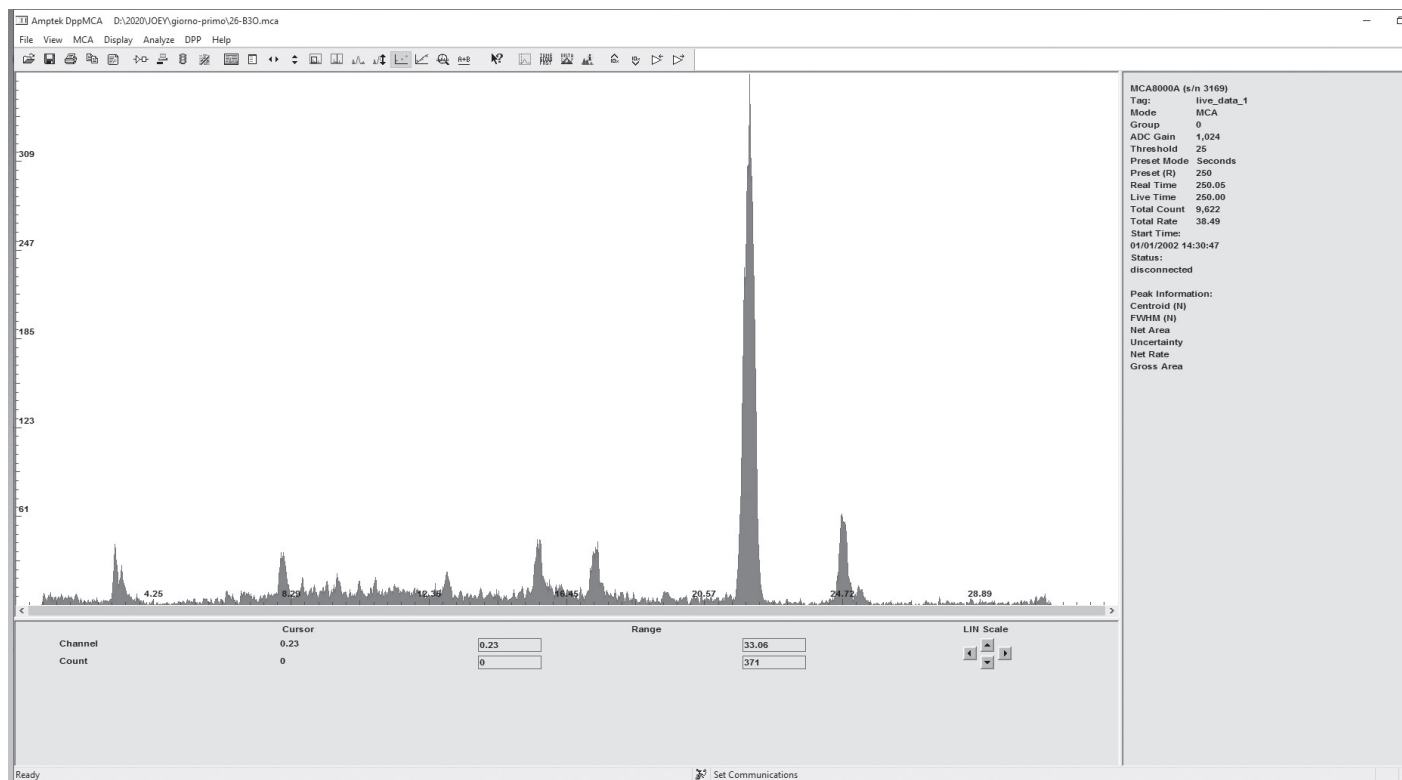 Amptek DppMCA D:\2020\JOEY\giorno-primo\26-B3O.mca
File View MCA Display Analyze DPP Help
A+B
309
247
185
123
61
4.25 8.29 12.35 16.45 20.57 24.72 28.89
MCA8000A (s/n 3169)
Tag: live_data_1
Mode MCA
Group 0
ADC Gain 1,024
Threshold 25
Preset Mode Seconds
Preset (R) 250
Real Time 250.05
Live Time 250.00
Total Count 9,622
Total Rate 38.49
Start Time:
01/01/2002 14:30:47
Status:
disconnected
Peak Information:
Centroid (N)
FWHM (N)
Net Area
Uncertainty
Net Rate
Gross Area
Cursor Range LIN Scale
Channel 0.23 0.23 33.06
Count 0 0 371
Ready Set Communications